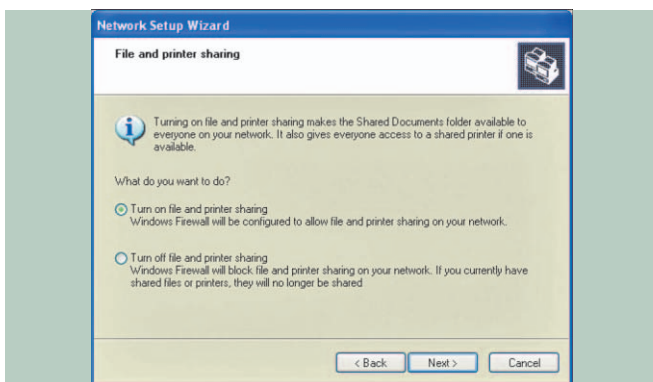 Network Setup Wizard
File and printer sharing
Turning on file and printer sharing makes the Shared Documents folder available to
everyone on your network. It also gives everyone access to a shared printer if one is
available.
What do you want to do?
Turn on file and printer sharing
Windows Firewall will be configured to allow file and printer sharing on your network.
Turn off file and printer sharing
Windows Firewall will block file and printer sharing on your network. If you currently have
shared files or printers, they will no longer be shared
< Back Next > Cancel